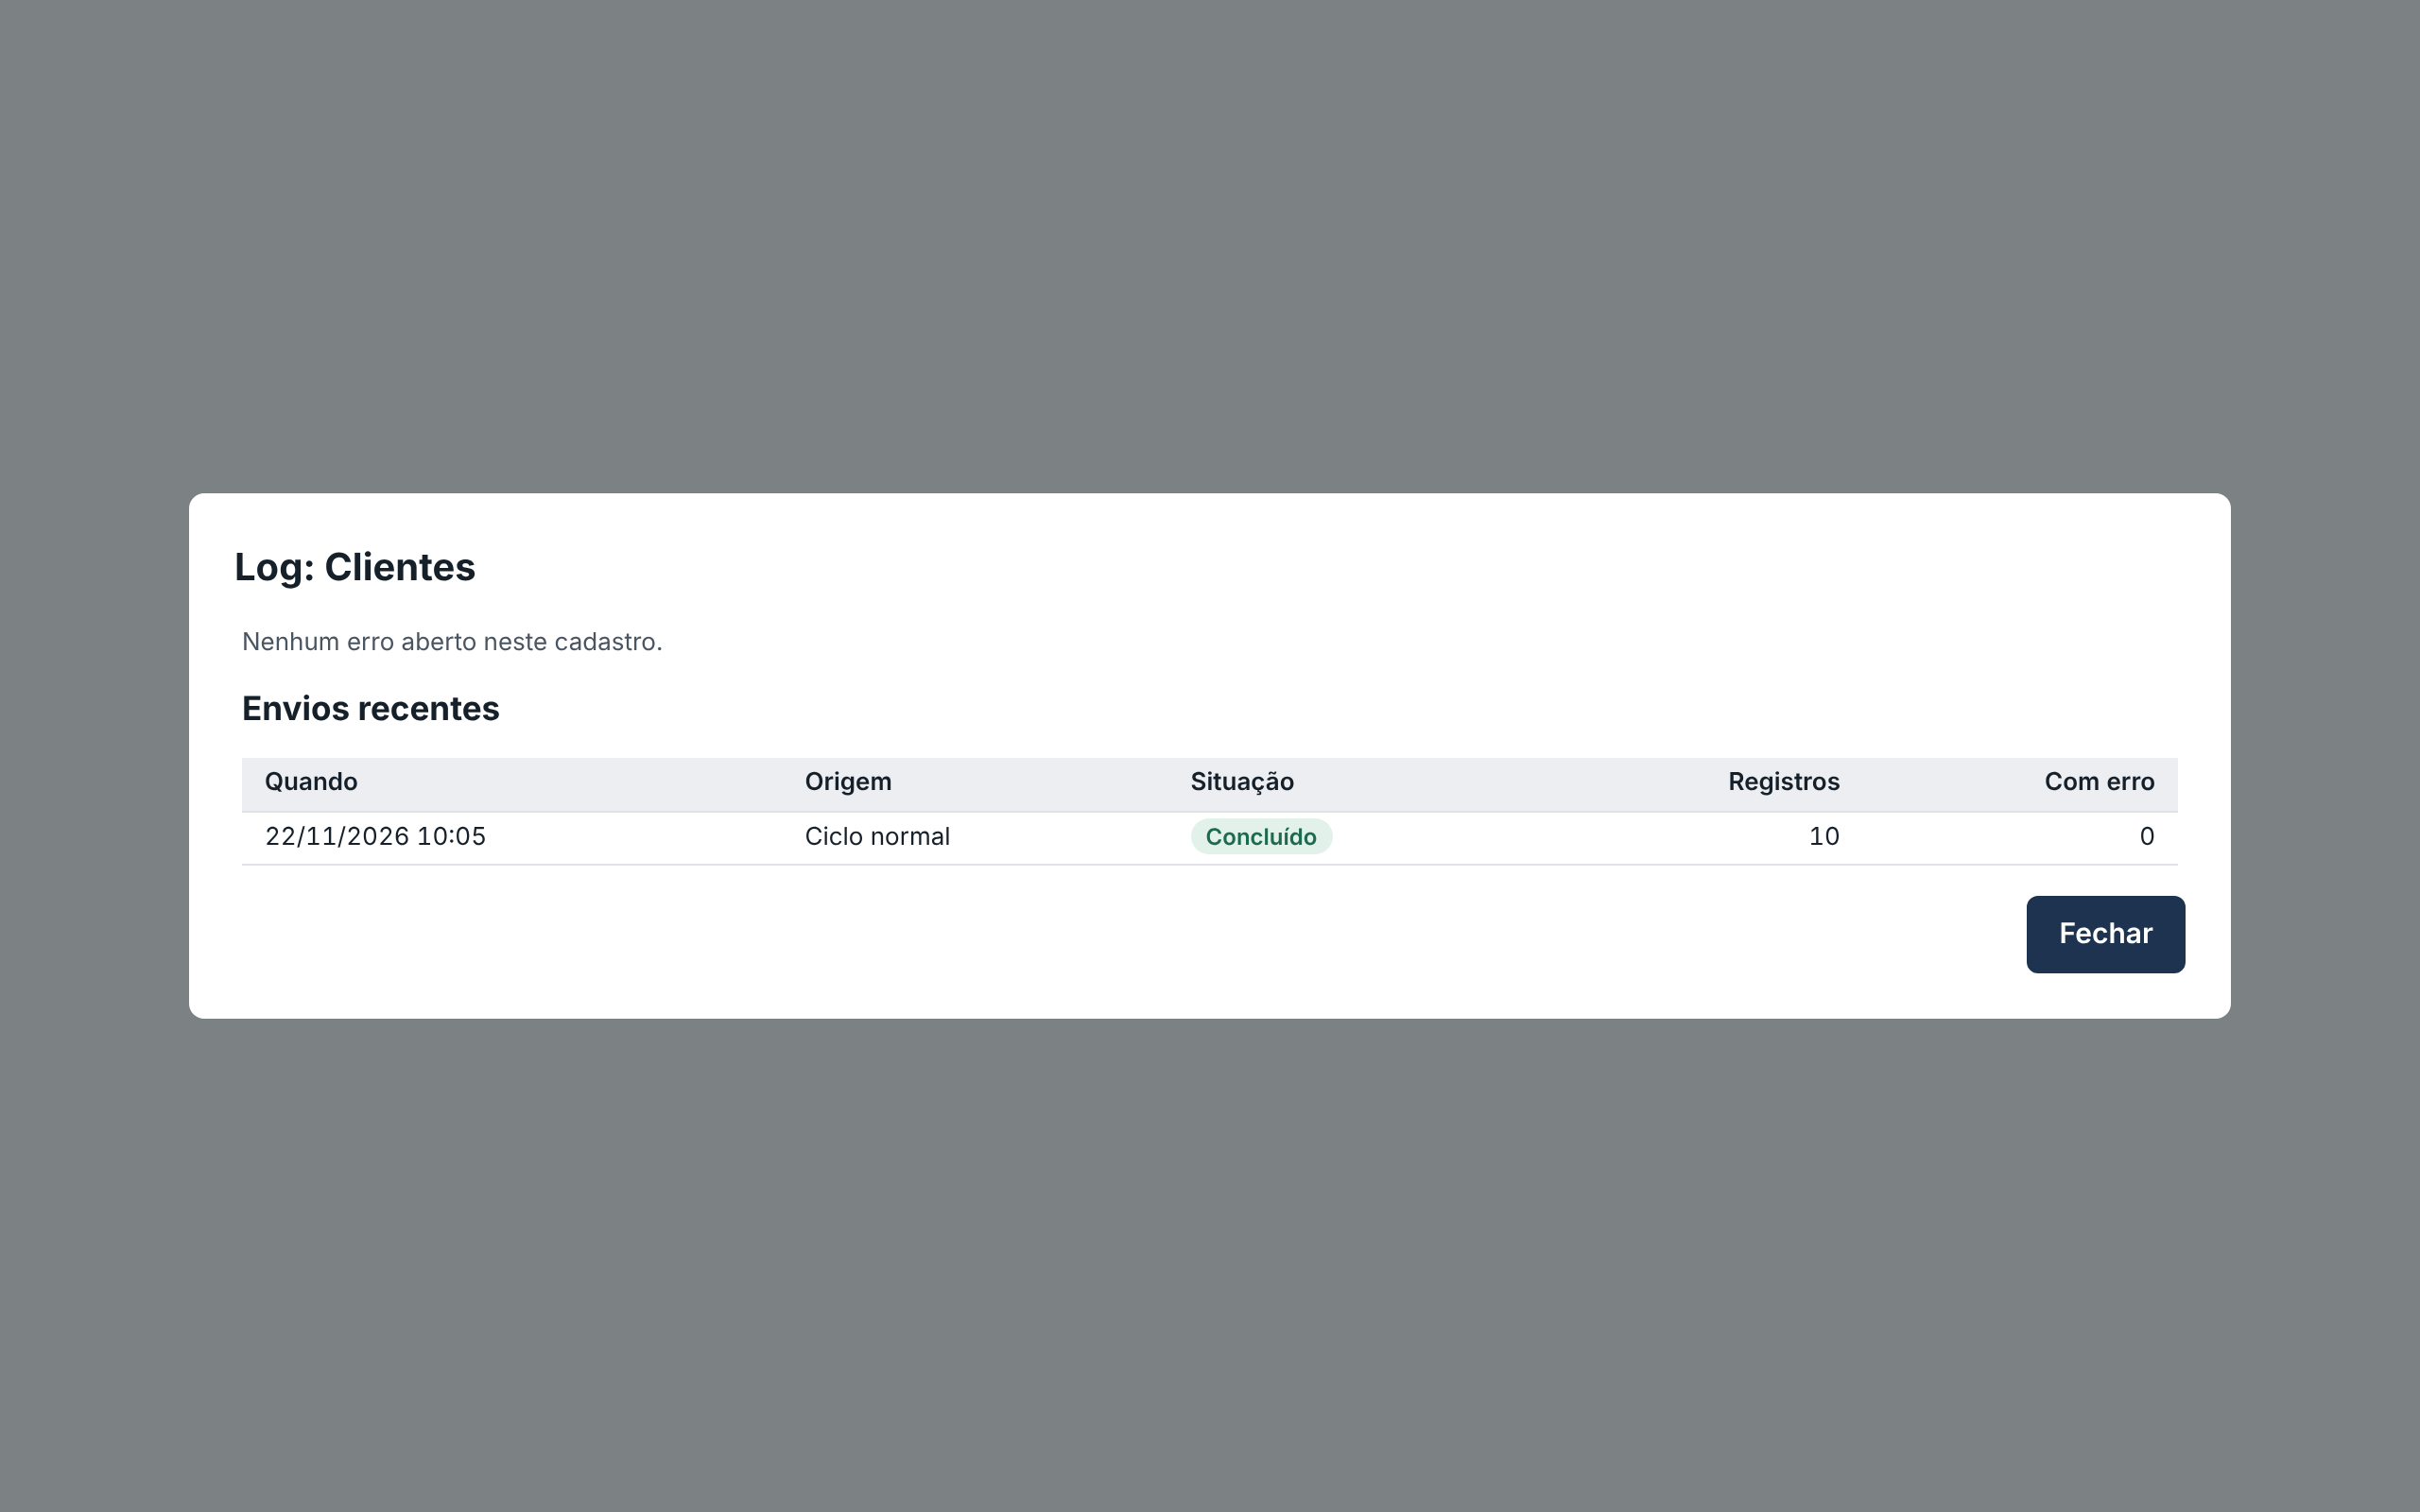 Log: Clientes
Nenhum erro aberto neste cadastro.
Envios recentes
Quando Origem Situação Registros Com erro
22/11/2026 10:05 Ciclo normal Concluído 10 0
Fechar